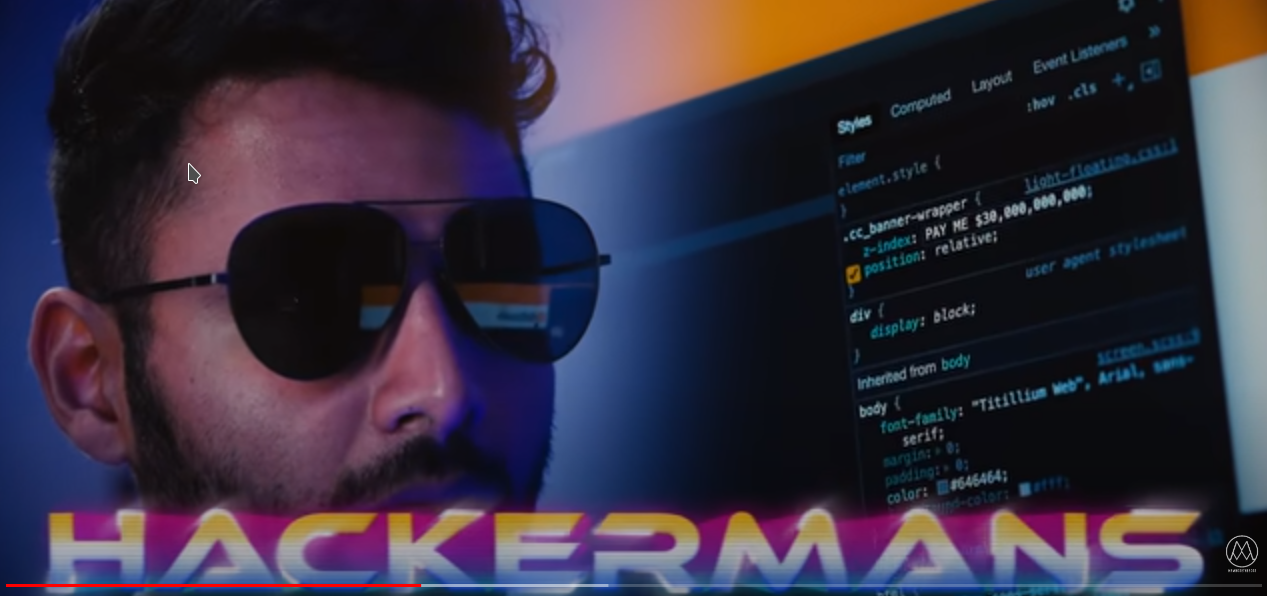 Styles Computed Layout Event Listeners
Filter
:hov .cls
element.style {
}
light-floating.css:1
.cc_banner-wrapper {
z-index: PAY ME $30,000,000,000;
position: relative;
}
user agent stylesheet
div {
display: block;
}
Inherited from body
screen.scss:9
body {
font-family: "Titillium Web", Arial, sans-
serif;
margin: 0;
padding: 0;
color: #646464;
#fff;
HACKERMANS